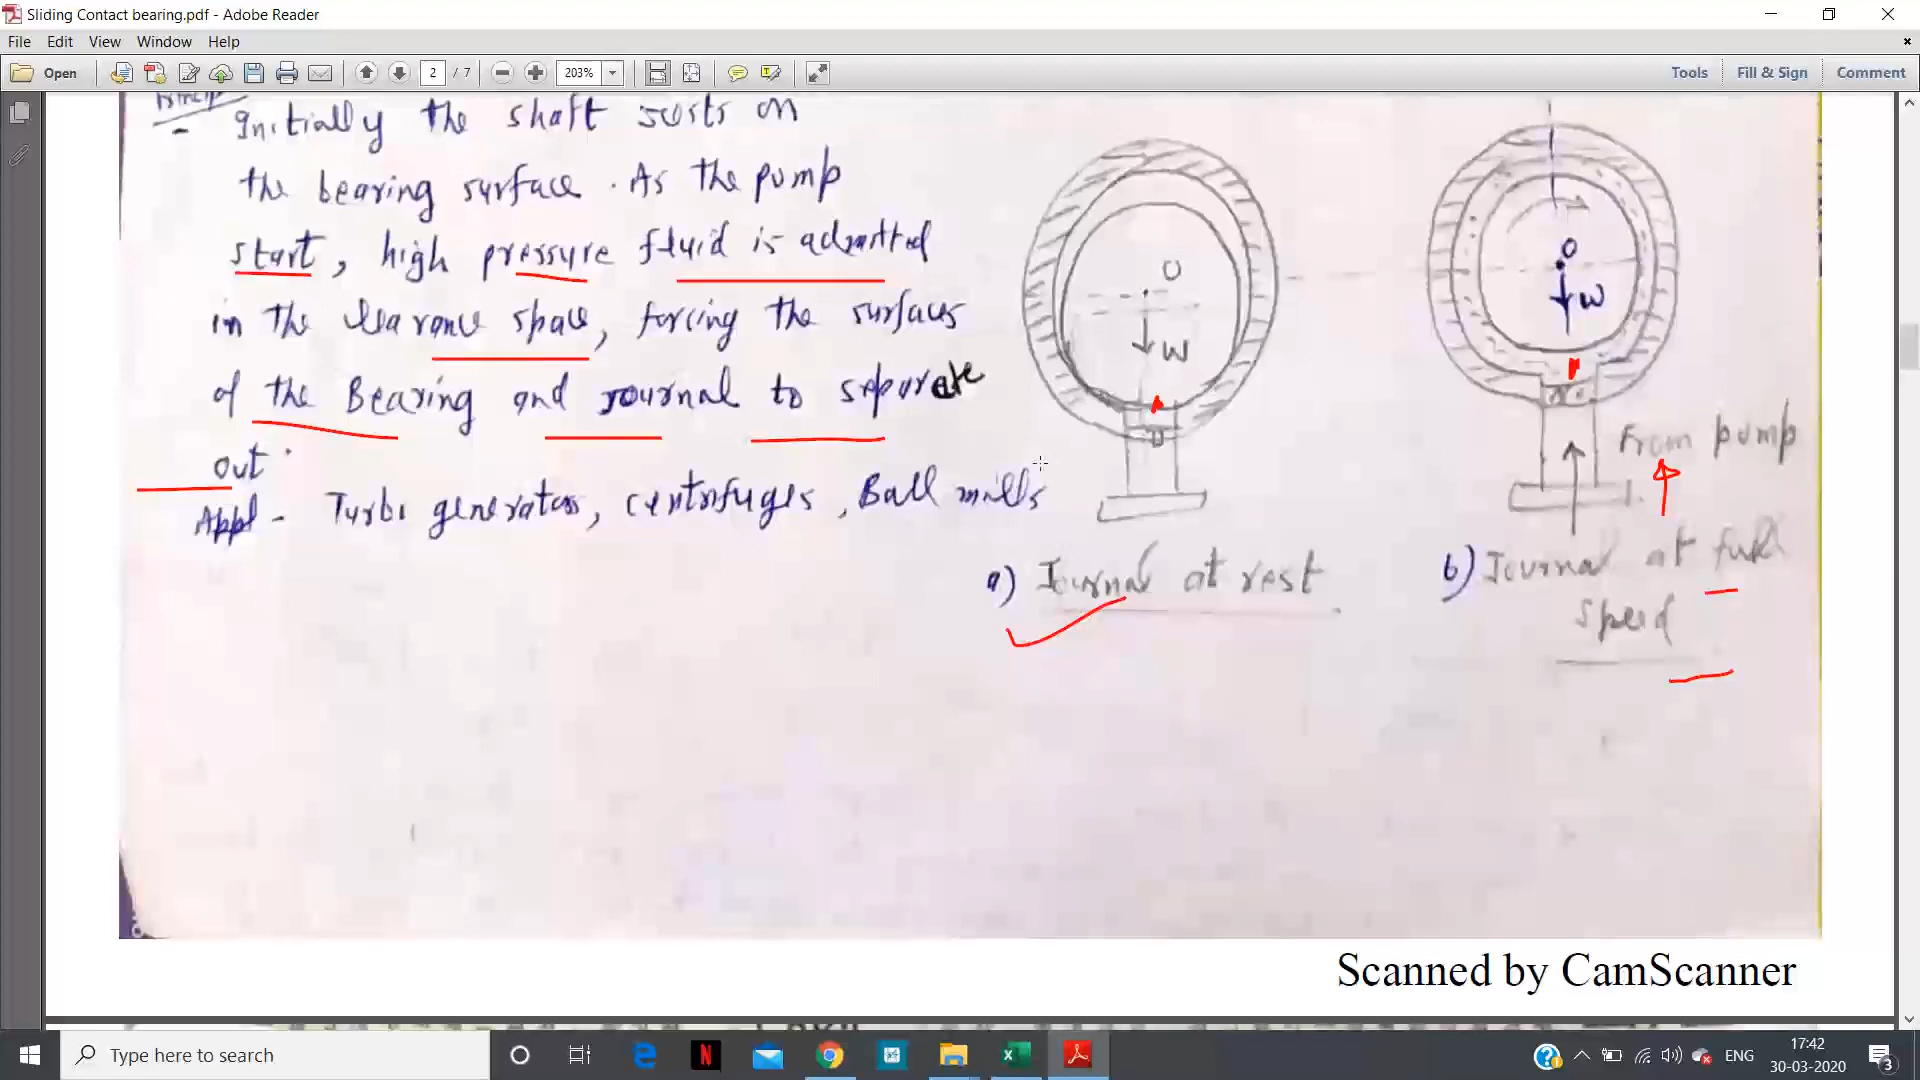 Sliding Contact bearing.pdf - Adobe Reader
File Edit View Window Help
Open 2 / 7 203% Tools Fill & Sign Comment
- Initially the shaft rests on
the bearing surface. As the pump
start, high pressure fluid is admitted
in the clearance space, forcing the surfaces
of the Bearing and Journal to separate
out.
Appl - Turbo generators, centrifuges, Ball mills
O
W
a) Journal at rest
O
W
From pump
b) Journal at full
speed
Scanned by CamScanner
Type here to search
ENG
17:42
30-03-2020
3